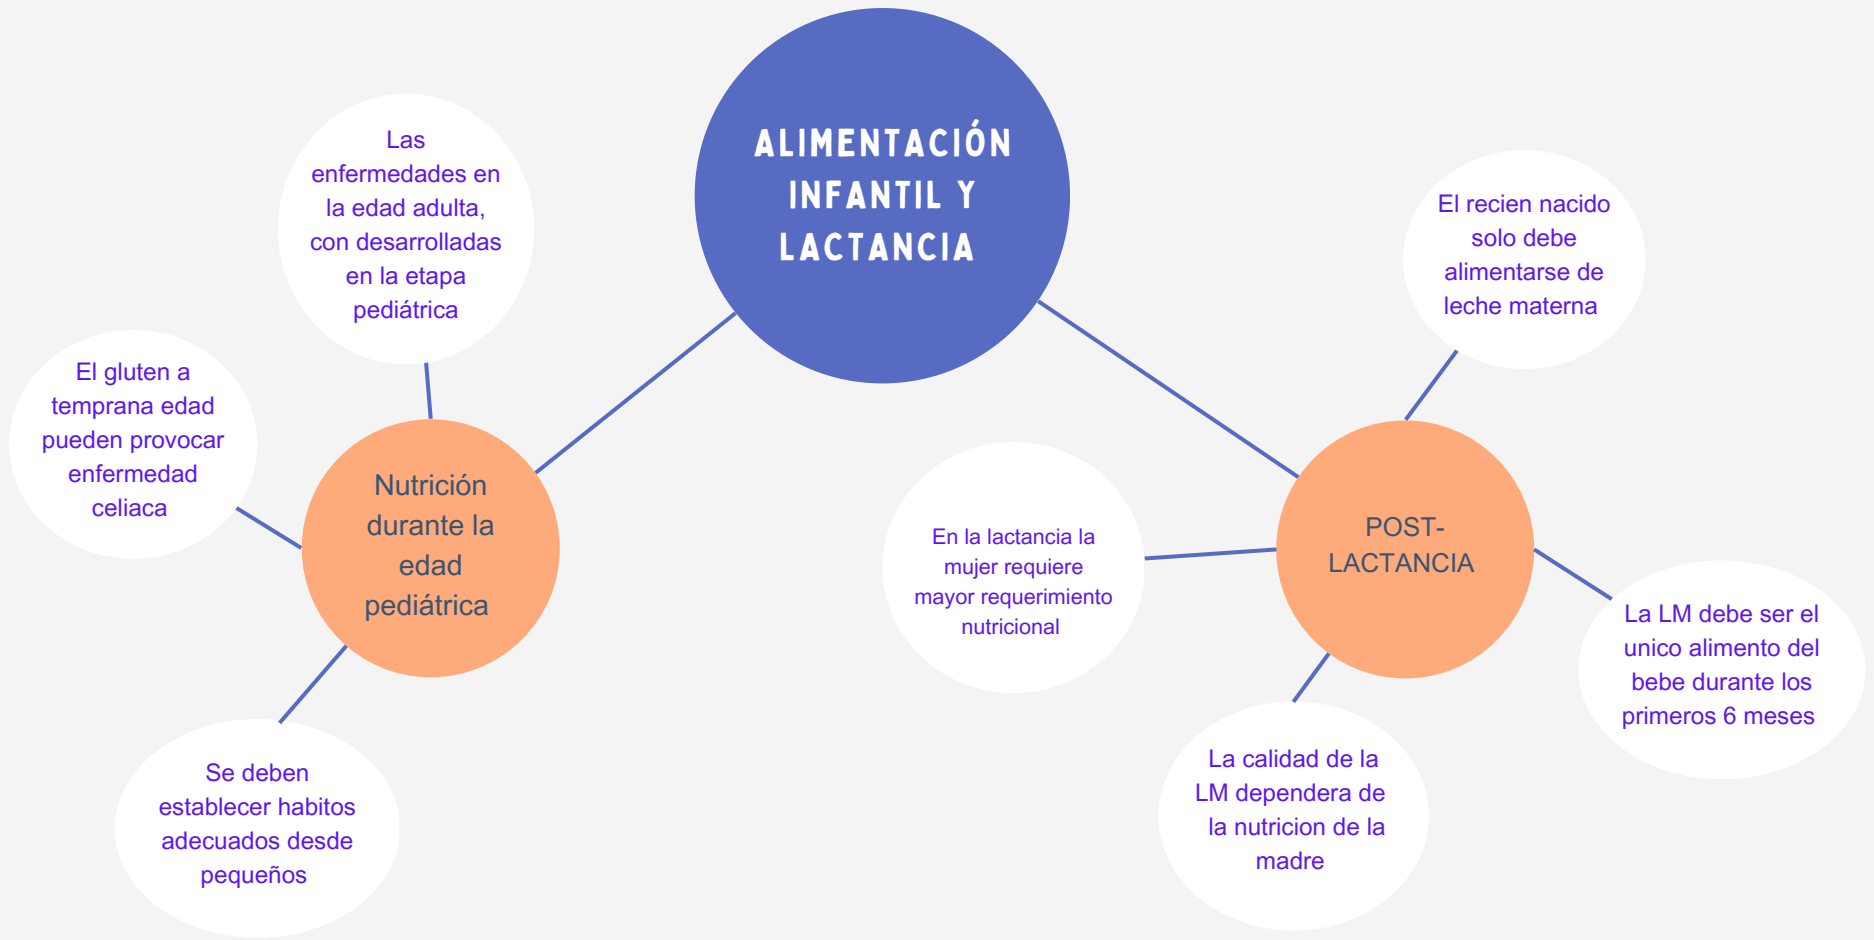 ALIMENTACIÓN
INFANTIL Y
LACTANCIA
Las
enfermedades en
la edad adulta,
con desarrolladas
en la etapa
pediátrica
El gluten a
temprana edad
pueden provocar
enfermedad
celiaca
Nutrición
durante la
edad
pediátrica
Se deben
establecer habitos
adecuados desde
pequeños
El recien nacido
solo debe
alimentarse de
leche materna
En la lactancia la
mujer requiere
mayor requerimiento
nutricional
POST-
LACTANCIA
La LM debe ser el
unico alimento del
bebe durante los
primeros 6 meses
La calidad de la
LM dependera de
la nutricion de la
madre